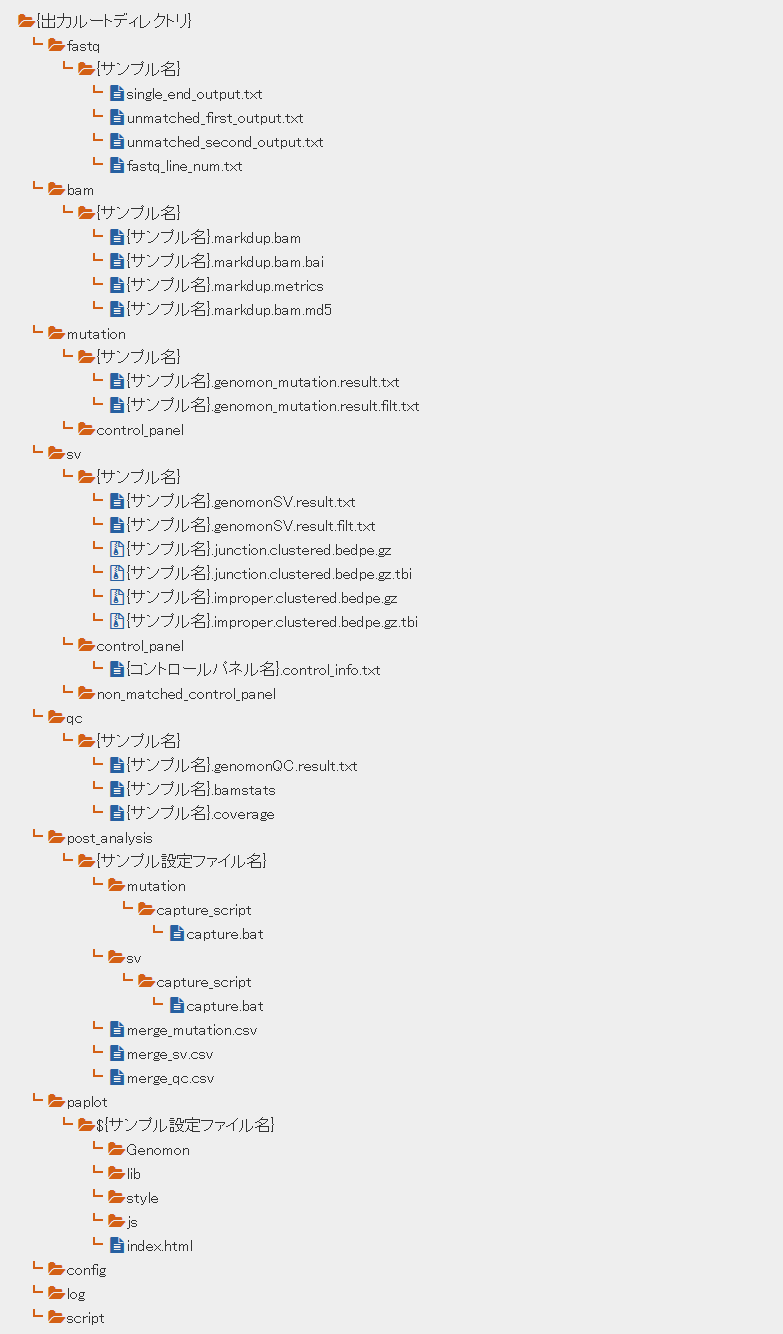 {出力ルートディレクトリ}
fastq
{サンプル名}
single_end_output.txt
unmatched_first_output.txt
unmatched_second_output.txt
fastq_line_num.txt
bam
{サンプル名}
{サンプル名}.markdup.bam
{サンプル名}.markdup.bam.bai
{サンプル名}.markdup.metrics
{サンプル名}.markdup.bam.md5
mutation
{サンプル名}
{サンプル名}.genomon_mutation.result.txt
{サンプル名}.genomon_mutation.result.filt.txt
control_panel
sv
{サンプル名}
{サンプル名}.genomonSV.result.txt
{サンプル名}.genomonSV.result.filt.txt
{サンプル名}.junction.clustered.bedpe.gz
{サンプル名}.junction.clustered.bedpe.gz.tbi
{サンプル名}.improper.clustered.bedpe.gz
{サンプル名}.improper.clustered.bedpe.gz.tbi
control_panel
{コントロールパネル名}.control_info.txt
non_matched_control_panel
qc
{サンプル名}
{サンプル名}.genomonQC.result.txt
{サンプル名}.bamstats
{サンプル名}.coverage
post_analysis
{サンプル設定ファイル名}
mutation
capture_script
capture.bat
sv
capture_script
capture.bat
merge_mutation.csv
merge_sv.csv
merge_qc.csv
paplot
${サンプル設定ファイル名}
Genomon
lib
style
js
index.html
config
log
script